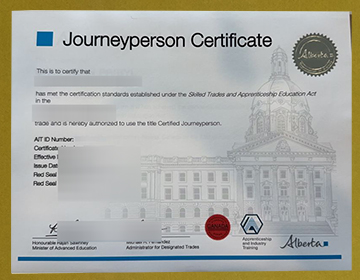 Journeyperson Certificate
Alberta
This is to certify that
has met the certification standards established under the Skilled Trades and Apprenticeship Education Act
in the
trade and is hereby authorized to use the title Certified Journeyperson.
AIT ID Number:
Effective
Issue Date
Red Seal
Red Seal
Honourable Rajan Sawhney
Minister of Advanced Education
Administrator for Designated Trades
Apprenticeship
and Industry
Training
Alberta